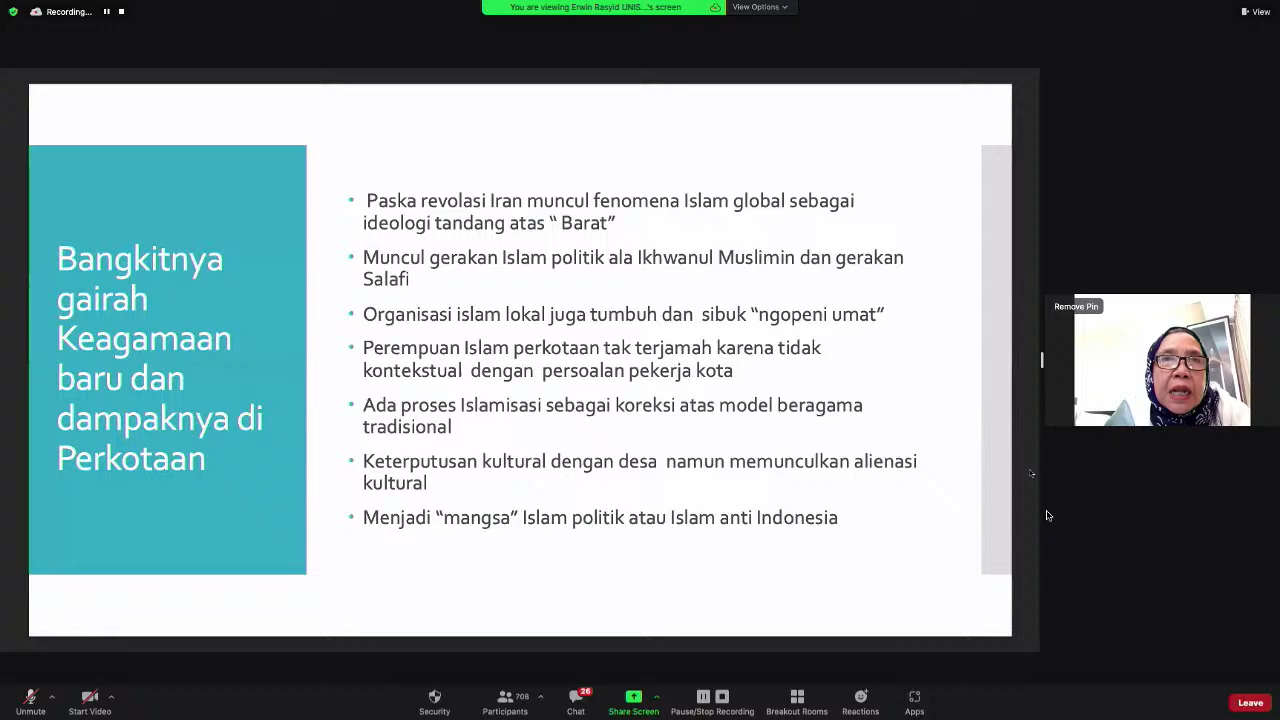 Recording...
You are viewing Erwin Rasyid UNIS...'s screen
View Options
View
Bangkitnya
gairah
Keagamaan
baru dan
dampaknya di
Perkotaan
• Paska revolasi Iran muncul fenomena Islam global sebagai
ideologi tandang atas “ Barat”
• Muncul gerakan Islam politik ala Ikhwanul Muslimin dan gerakan
Salafi
• Organisasi islam lokal juga tumbuh dan sibuk “ngopeni umat”
• Perempuan Islam perkotaan tak terjamah karena tidak
kontekstual dengan persoalan pekerja kota
• Ada proses Islamisasi sebagai koreksi atas model beragama
tradisional
• Keterputusan kultural dengan desa namun memunculkan alienasi
kultural
• Menjadi “mangsa” Islam politik atau Islam anti Indonesia
Remove Pin
Unmute
Start Video
Security
Participants
708
Chat
26
Share Screen
Pause/Stop Recording
Breakout Rooms
Reactions
Apps
Leave